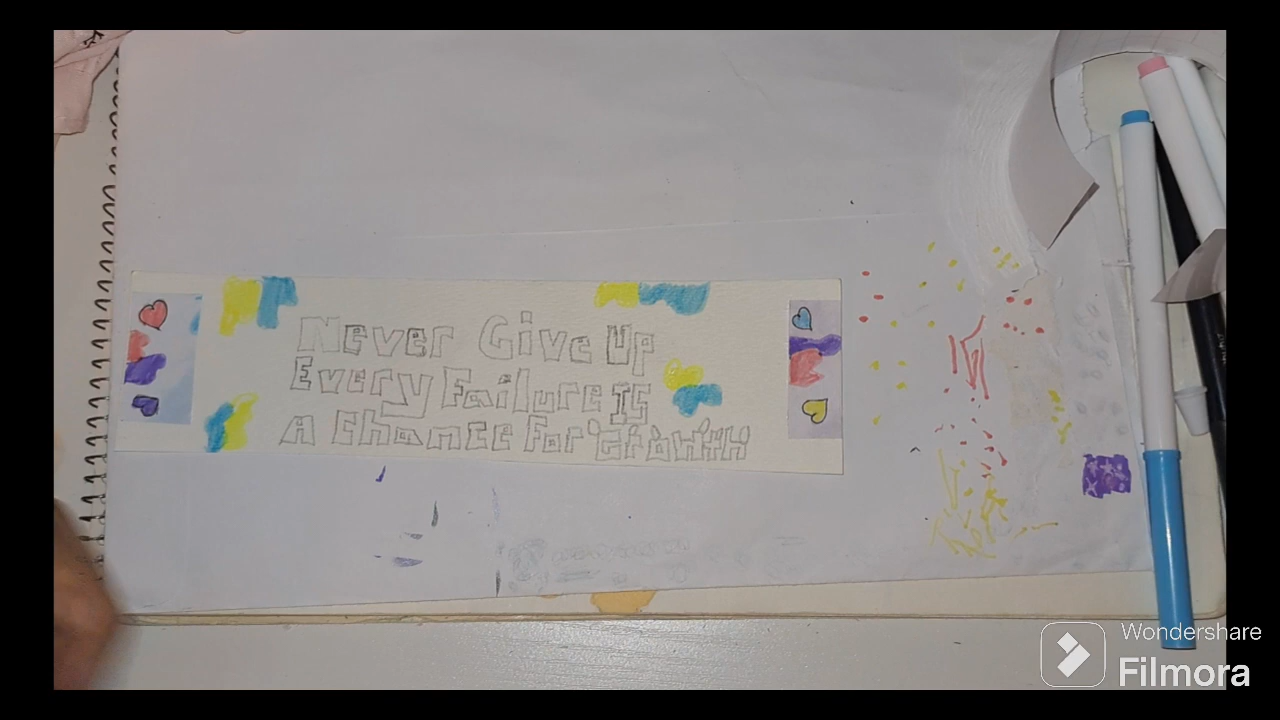 Never Give Up
Every Failure Is
A Chance For Growth
Wondershare
Filmora